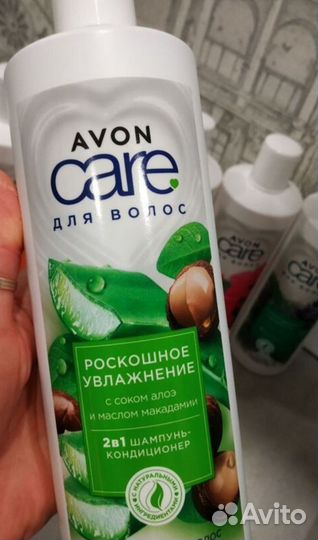 AVON
care
для волос
РОСКОШНОЕ
УВЛАЖНЕНИЕ
с соком алоэ
и маслом макадамии
2в1 шампунь-
кондиционер
С НАТУРАЛЬНЫМИ
ИНГРЕДИЕНТАМИ
AVON
care
care
Avito